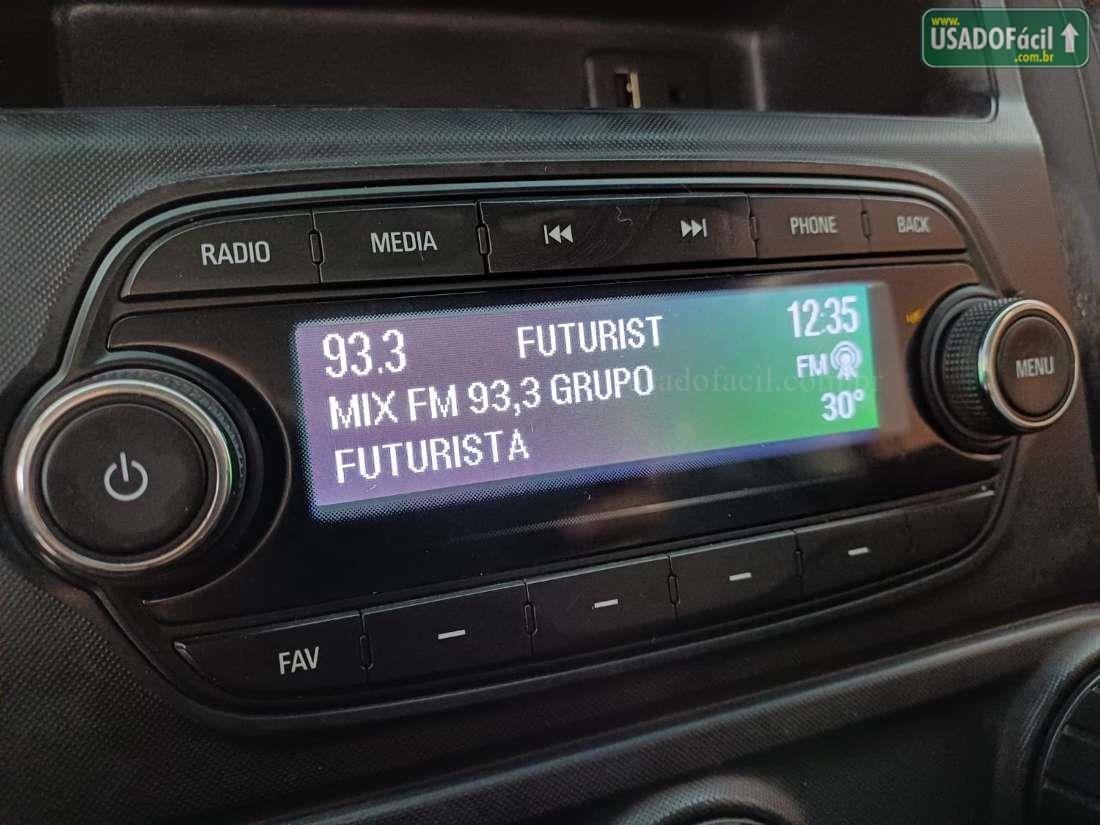 www.
USADOFácil
.com.br
RADIO MEDIA PHONE BACK
93.3 FUTURIST 12:35
MIX FM 93,3 GRUPO FM
FUTURISTA 30°
MENU
FAV